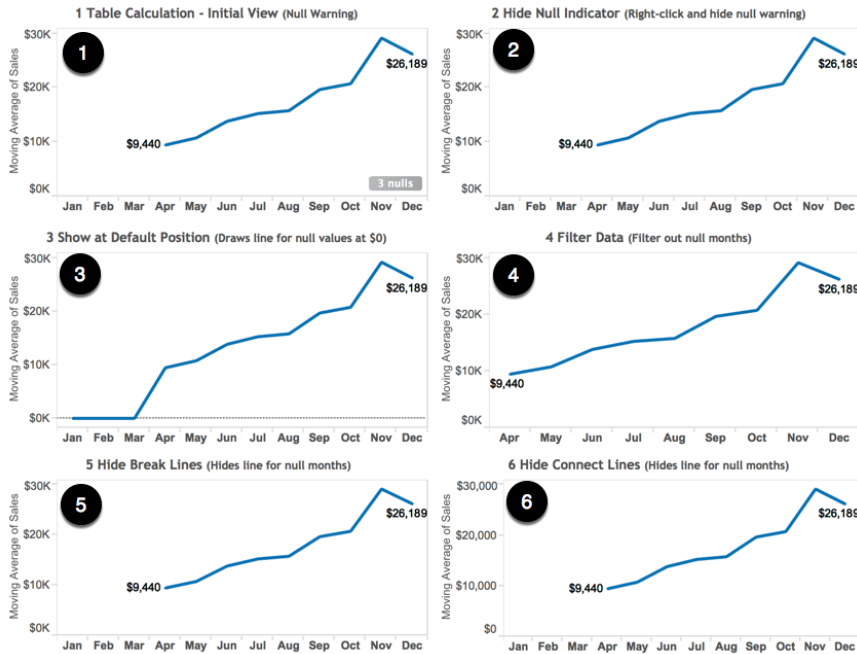 1 Table Calculation - Initial View (Null Warning)
1
Moving Average of Sales
$30K
$20K
$10K
$0K
$9,440
$26,189
3 nulls
Jan Feb Mar Apr May Jun Jul Aug Sep Oct Nov Dec
2 Hide Null Indicator (Right-click and hide null warning)
2
Moving Average of Sales
$30K
$20K
$10K
$0K
$9,440
$26,189
Jan Feb Mar Apr May Jun Jul Aug Sep Oct Nov Dec
3 Show at Default Position (Draws line for null values at $0)
3
Moving Average of Sales
$30K
$20K
$10K
$0K
$26,189
Jan Feb Mar Apr May Jun Jul Aug Sep Oct Nov Dec
4 Filter Data (Filter out null months)
4
Moving Average of Sales
$30K
$20K
$10K
$0K
$9,440
$26,189
Apr May Jun Jul Aug Sep Oct Nov Dec
5 Hide Break Lines (Hides line for null months)
5
Moving Average of Sales
$30K
$20K
$10K
$0K
$9,440
$26,189
Jan Feb Mar Apr May Jun Jul Aug Sep Oct Nov Dec
6 Hide Connect Lines (Hides line for null months)
6
Moving Average of Sales
$30,000
$20,000
$10,000
$0
$9,440
$26,189
Jan Feb Mar Apr May Jun Jul Aug Sep Oct Nov Dec